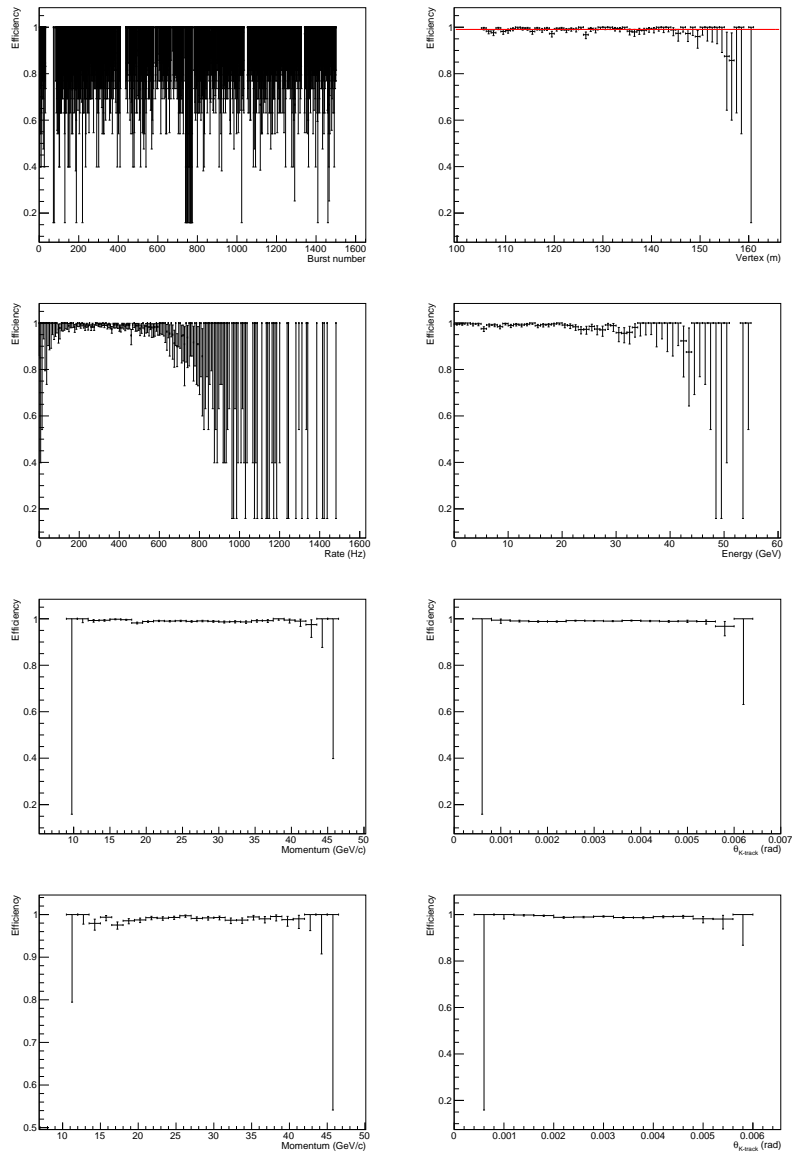 Efficiency
1
0.8
0.6
0.4
0.2
0 200 400 600 800 1000 1200 1400 1600
Burst number
Efficiency
1
0.8
0.6
0.4
0.2
100 110 120 130 140 150 160
Vertex (m)
Efficiency
1
0.8
0.6
0.4
0.2
0 200 400 600 800 1000 1200 1400 1600
Rate (Hz)
Efficiency
1
0.8
0.6
0.4
0.2
0 10 20 30 40 50 60
Energy (GeV)
Efficiency
1
0.8
0.6
0.4
0.2
10 15 20 25 30 35 40 45 50
Momentum (GeV/c)
Efficiency
1
0.8
0.6
0.4
0.2
0 0.001 0.002 0.003 0.004 0.005 0.006 0.007
θK-track (rad)
Efficiency
1
0.9
0.8
0.7
0.6
0.5
10 15 20 25 30 35 40 45 50
Momentum (GeV/c)
Efficiency
1
0.8
0.6
0.4
0.2
0 0.001 0.002 0.003 0.004 0.005 0.006
θK-track (rad)